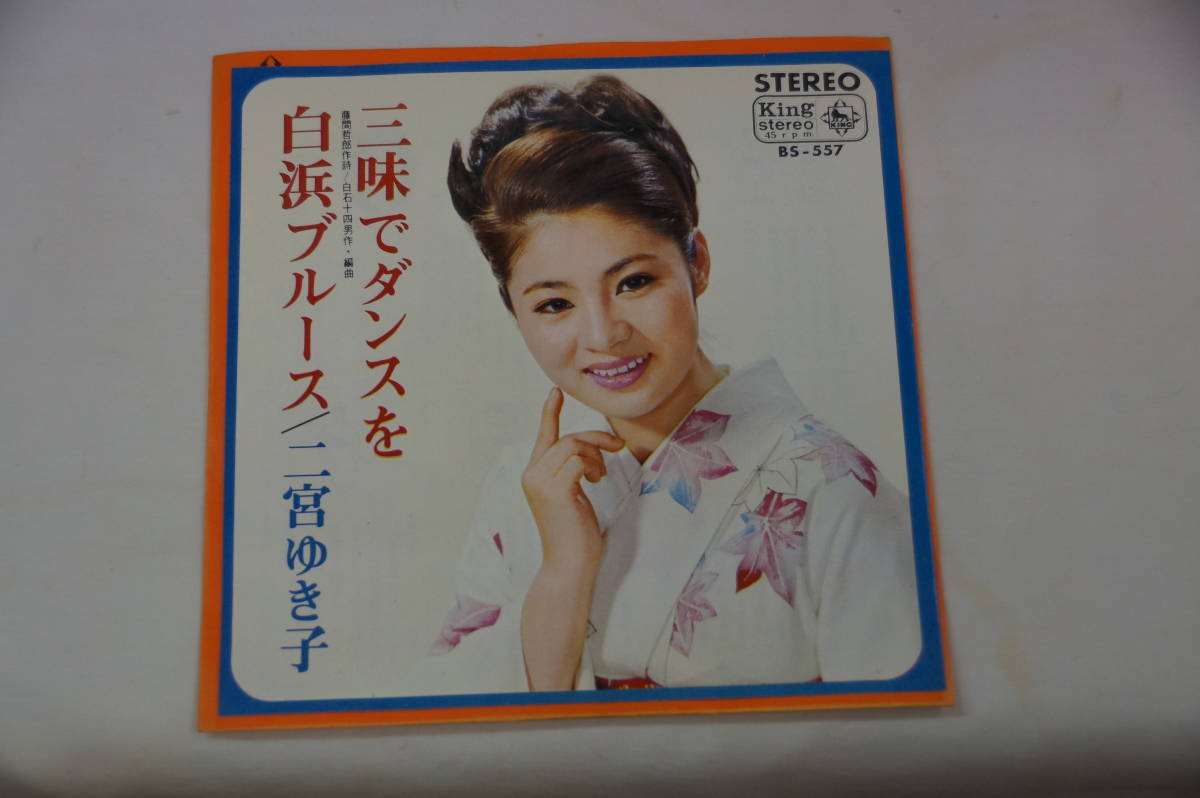 三味でダンスを
藤間哲郎作詩/白石十四男作・編曲
白浜ブルース/二宮ゆき子
STEREO
King
stereo
45 rpm
KING
BS-557